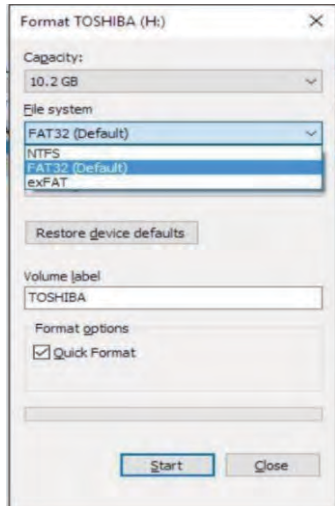 Format TOSHIBA (H:)
Capacity:
10.2 GB
File system
FAT32 (Default)
NTFS
FAT32 (Default)
exFAT
Restore device defaults
Volume label
TOSHIBA
Format options
Quick Format
Start
Close